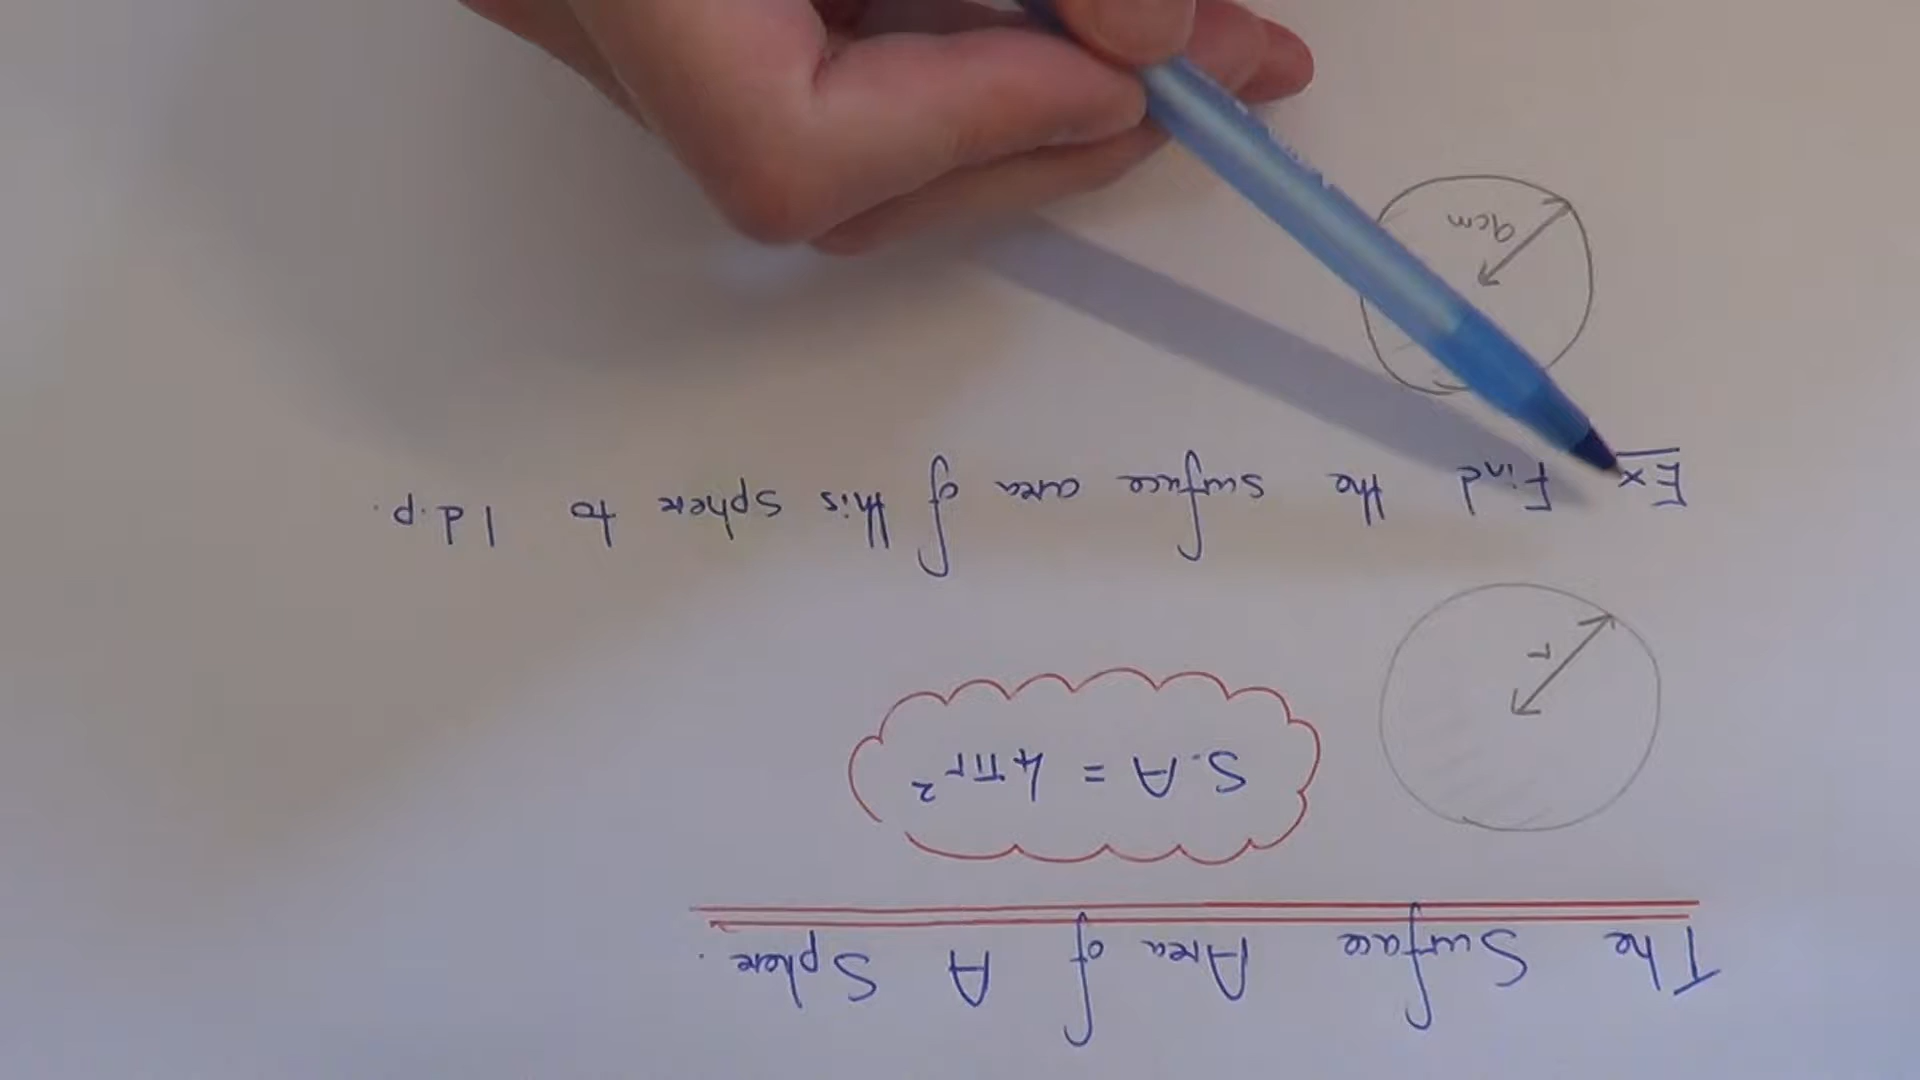 The Surface Area of A Sphere.
r
S.A = 4πr²
Ex Find the surface area of this sphere to 1 d.p.
9cm